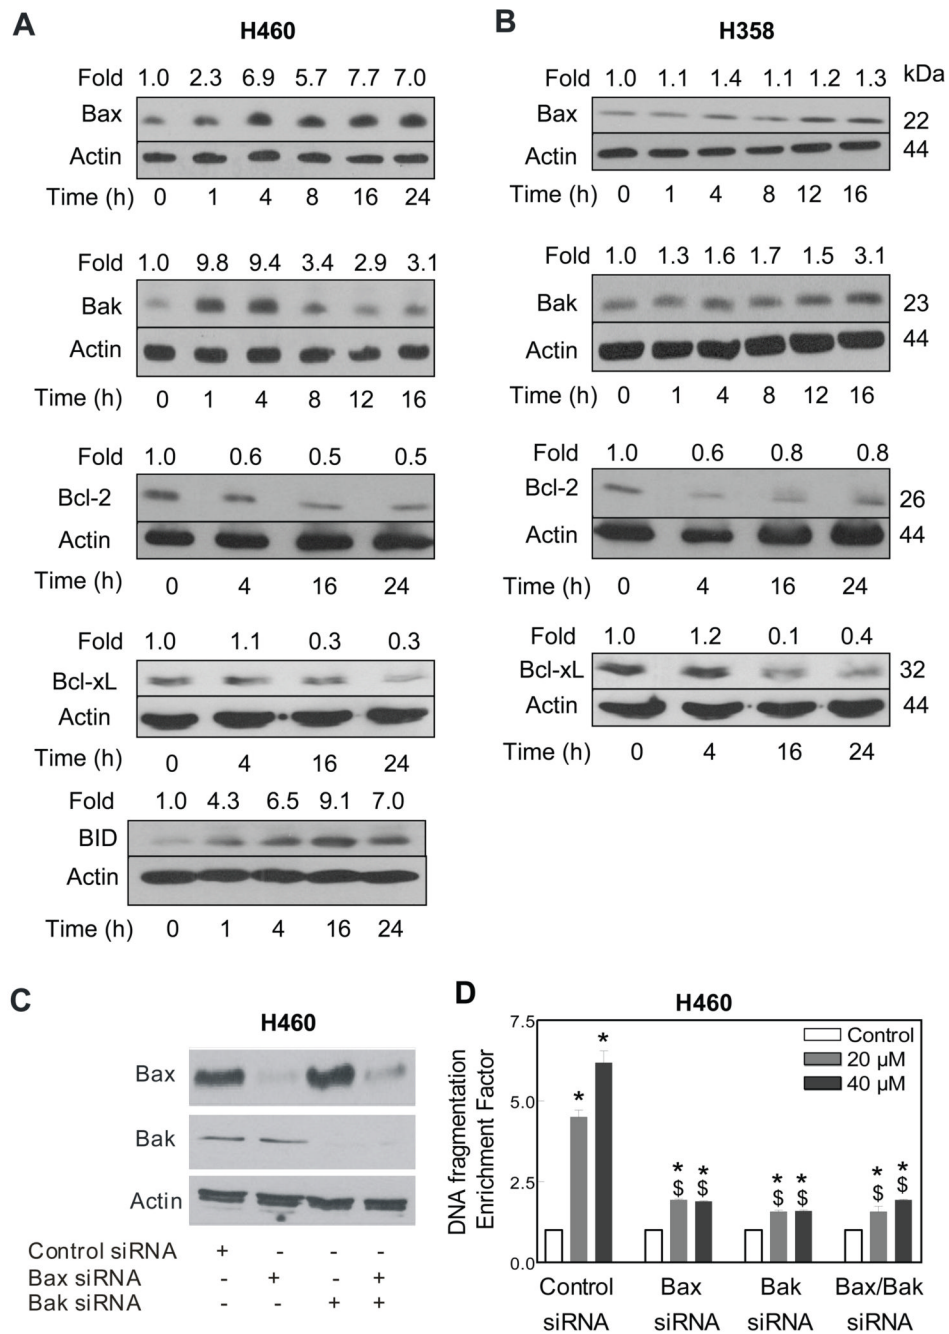 A
H460
Fold 1.0 2.3 6.9 5.7 7.7 7.0
Bax
Actin
Time (h) 0 1 4 8 16 24
Fold 1.0 9.8 9.4 3.4 2.9 3.1
Bak
Actin
Time (h) 0 1 4 8 12 16
Fold 1.0 0.6 0.5 0.5
Bcl-2
Actin
Time (h) 0 4 16 24
Fold 1.0 1.1 0.3 0.3
Bcl-xL
Actin
Time (h) 0 4 16 24
Fold 1.0 4.3 6.5 9.1 7.0
BID
Actin
Time (h) 0 1 4 16 24
B
H358
Fold 1.0 1.1 1.4 1.1 1.2 1.3 kDa
Bax 22
Actin 44
Time (h) 0 1 4 8 12 16
Fold 1.0 1.3 1.6 1.7 1.5 3.1
Bak 23
Actin 44
Time (h) 0 1 4 8 12 16
Fold 1.0 0.6 0.8 0.8
Bcl-2 26
Actin 44
Time (h) 0 4 16 24
Fold 1.0 1.2 0.1 0.4
Bcl-xL 32
Actin 44
Time (h) 0 4 16 24
C
H460
Bax
Bak
Actin
Control siRNA + - - -
Bax siRNA - + - +
Bak siRNA - - + +
D
H460
DNA fragmentation
Enrichment Factor
7.5
5.0
2.5
0.0
Control
20 µM
40 µM
* *
* * * * * *
$ $ $ $ $ $
Control Bax Bak Bax/Bak
siRNA siRNA siRNA siRNA